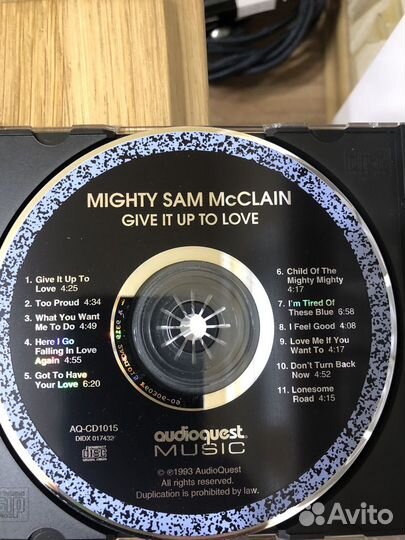 MIGHTY SAM McCLAIN
GIVE IT UP TO LOVE
1. Give It Up To
Love 4:25
2. Too Proud 4:34
3. What You Want
Me To Do 4:49
4. Here I Go
Falling In Love
Again 4:55
5. Got To Have
Your Love 6:20
6. Child Of The
Mighty Mighty
4:17
7. I'm Tired Of
These Blue 6:58
8. I Feel Good 4:08
9. Love Me If You
Want To 4:17
10. Don't Turn Back
Now 4:52
11. Lonesome
Road 4:15
AQ-CD1015
DIDX 017432
COMPACT
disc
DIGITAL AUDIO
audioquest
MUSIC
℗1993 AudioQuest
All rights reserved.
Duplication is prohibited by law.
Avito